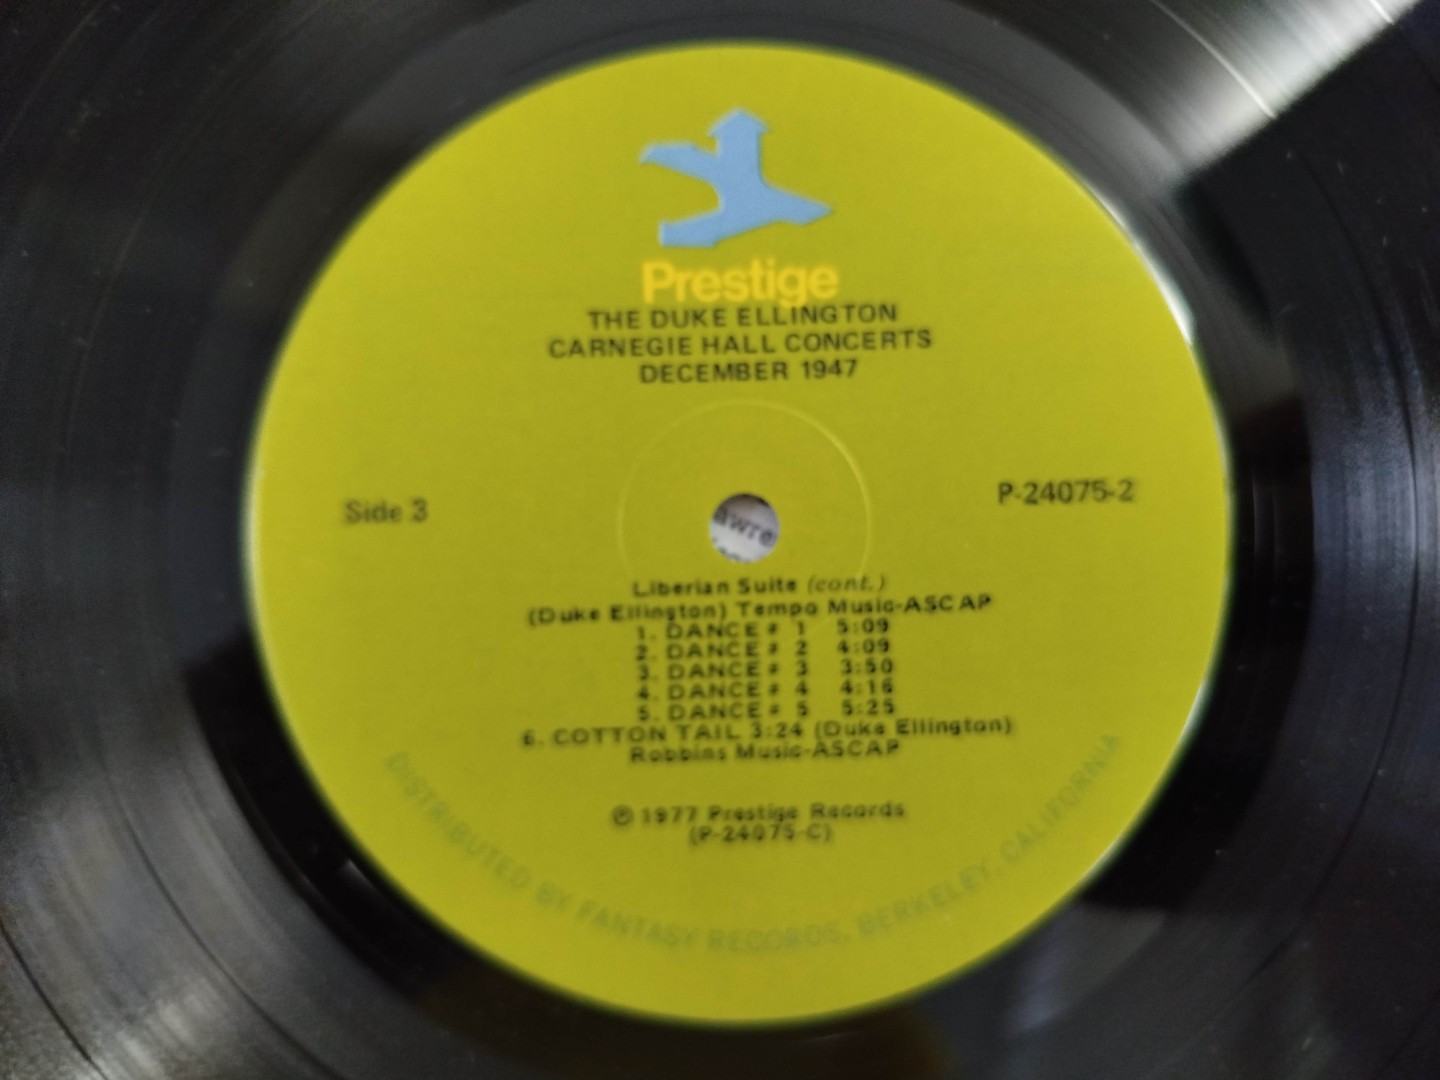 Prestige
THE DUKE ELLINGTON
CARNEGIE HALL CONCERTS
DECEMBER 1947
Side 3
P-24075-2
Liberian Suite (cont.)
(Duke Ellington) Tempo Music-ASCAP
1. DANCE # 1 5:09
2. DANCE # 2 4:09
3. DANCE # 3 3:50
4. DANCE # 4 4:16
5. DANCE # 5 5:25
6. COTTON TAIL 3:24 (Duke Ellington)
Robbins Music-ASCAP
℗ 1977 Prestige Records
(P-24075-C)
DISTRIBUTED BY FANTASY RECORDS, BERKELEY, CALIFORNIA